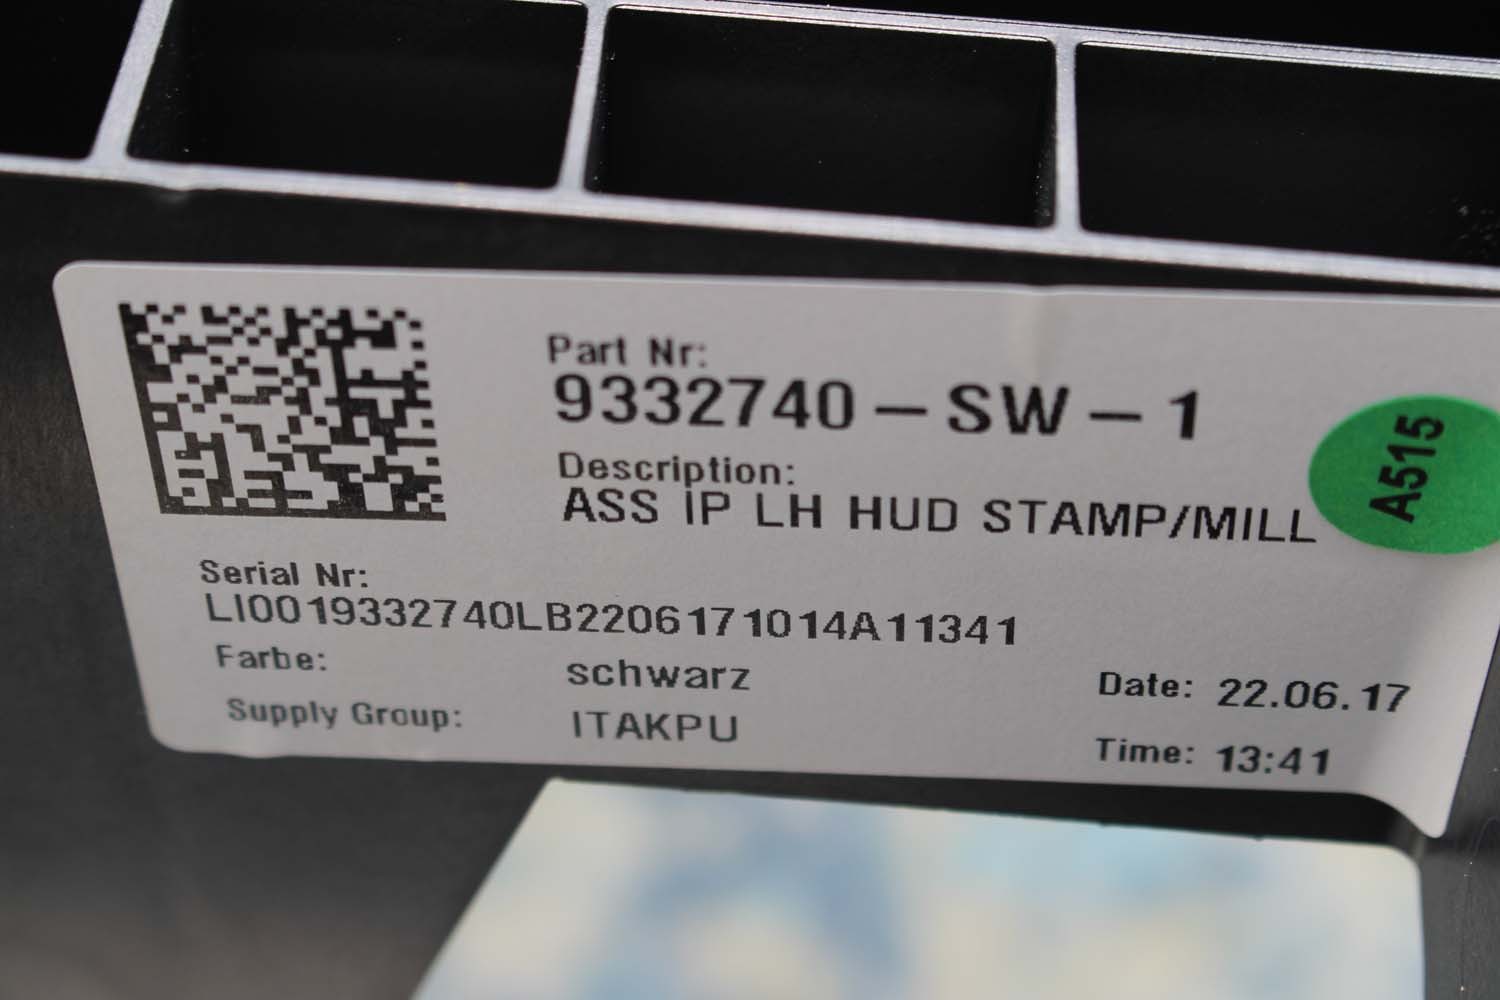 Part Nr:
9332740-SW-1
Description:
ASS IP LH HUD STAMP/MILL
A515
Serial Nr:
LI0019332740LB2206171014A11341
Farbe: schwarz
Date: 22.06.17
Supply Group: ITAKPU
Time: 13:41